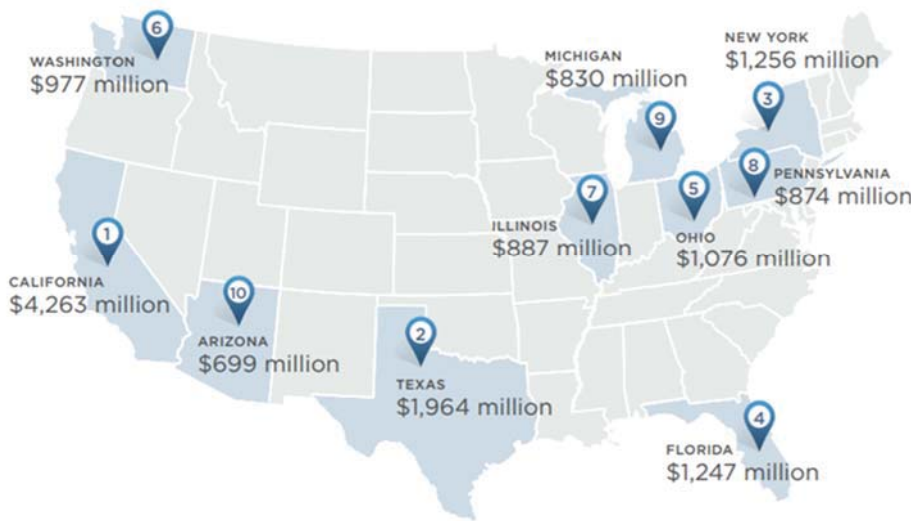 6
WASHINGTON
$977 million
MICHIGAN
$830 million
9
NEW YORK
$1,256 million
3
8
PENNSYLVANIA
$874 million
7
ILLINOIS
$887 million
5
OHIO
$1,076 million
1
CALIFORNIA
$4,263 million
10
ARIZONA
$699 million
2
TEXAS
$1,964 million
4
FLORIDA
$1,247 million